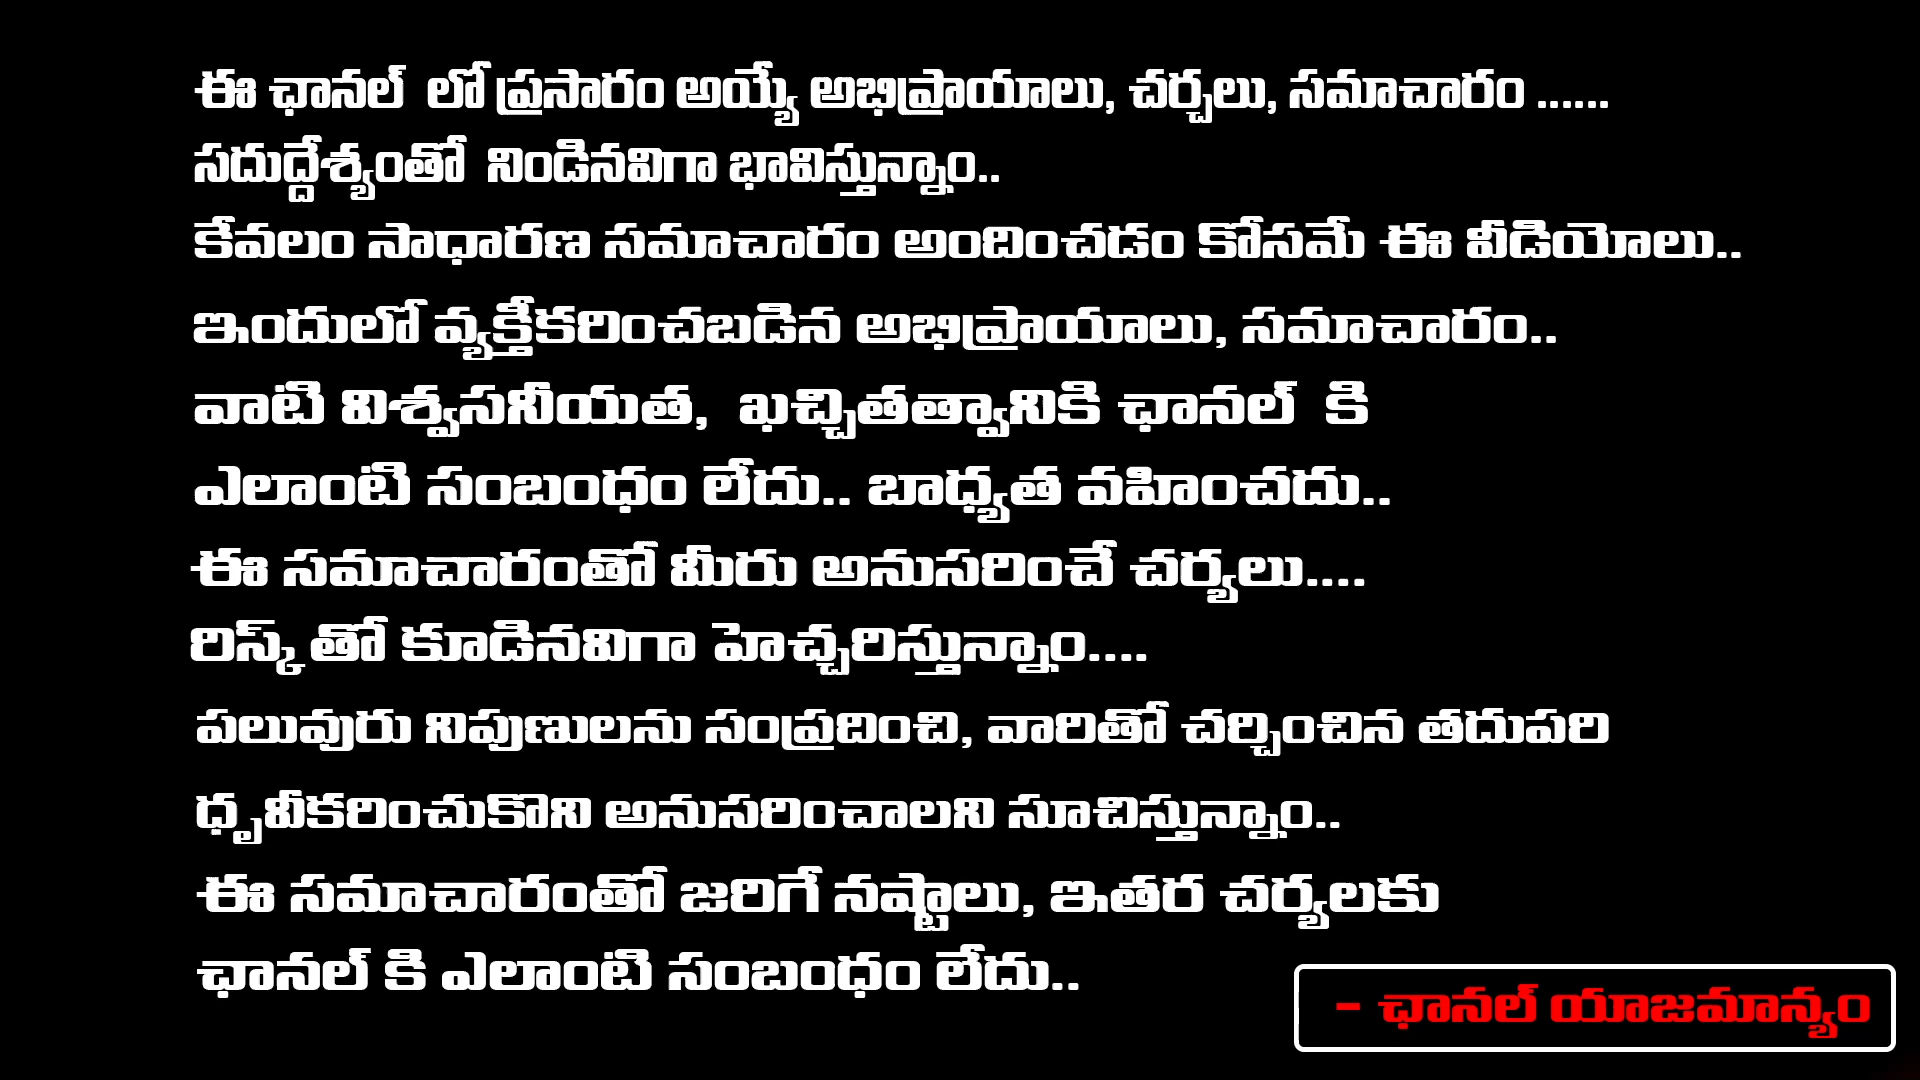 ఈ ఛానల్ లో ప్రసారం అయ్యే అభిప్రాయాలు, చర్చలు, సమాచారం ......
సదుద్దేశ్యంతో నిండినవిగా భావిస్తున్నాం..
కేవలం సాధారణ సమాచారం అందించడం కోసమే ఈ వీడియోలు..
ఇందులో వ్యక్తీకరించబడిన అభిప్రాయాలు, సమాచారం..
వాటి విశ్వసనీయత, ఖచ్చితత్వానికి ఛానల్ కి
ఎలాంటి సంబంధం లేదు.. బాధ్యత వహించదు..
ఈ సమాచారంతో మీరు అనుసరించే చర్యలు....
రిస్క్ తో కూడినవిగా హెచ్చరిస్తున్నాం....
పలువురు నిపుణులను సంప్రదించి, వారితో చర్చించిన తదుపరి
ధృవీకరించుకొని అనుసరించాలని సూచిస్తున్నాం..
ఈ సమాచారంతో జరిగే నష్టాలు, ఇతర చర్యలకు
ఛానల్ కి ఎలాంటి సంబంధం లేదు..
- ఛానల్ యాజమాన్యం